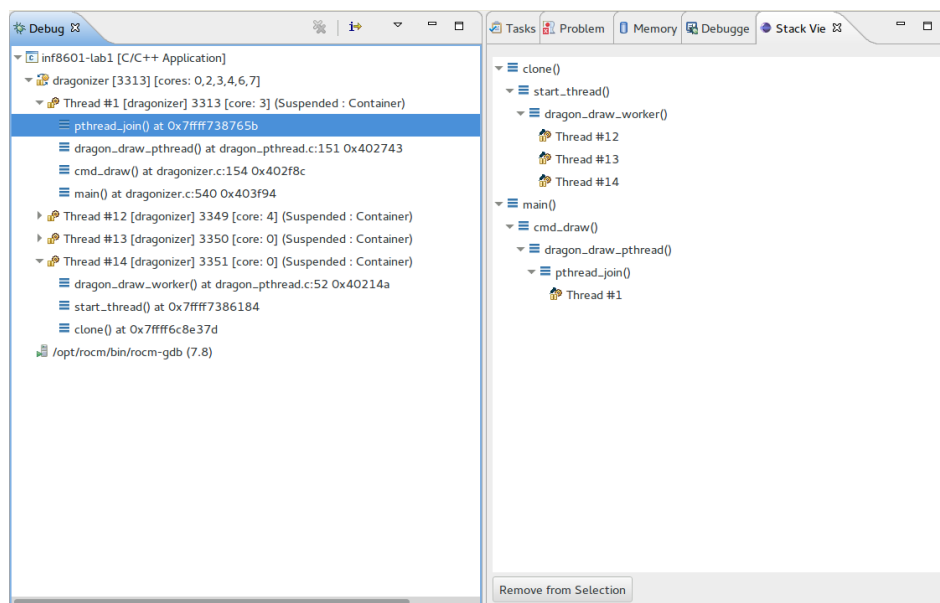 Debug
inf8601-lab1 [C/C++ Application]
dragonizer [3313] [cores: 0,2,3,4,6,7]
Thread #1 [dragonizer] 3313 [core: 3] (Suspended : Container)
pthread_join() at 0x7ffff738765b
dragon_draw_pthread() at dragon_pthread.c:151 0x402743
cmd_draw() at dragonizer.c:154 0x402f8c
main() at dragonizer.c:540 0x403f94
Thread #12 [dragonizer] 3349 [core: 4] (Suspended : Container)
Thread #13 [dragonizer] 3350 [core: 0] (Suspended : Container)
Thread #14 [dragonizer] 3351 [core: 0] (Suspended : Container)
dragon_draw_worker() at dragon_pthread.c:52 0x40214a
start_thread() at 0x7ffff7386184
clone() at 0x7ffff6c8e37d
/opt/rocm/bin/rocm-gdb (7.8)
Tasks Problem Memory Debugge Stack Vie
clone()
start_thread()
dragon_draw_worker()
Thread #12
Thread #13
Thread #14
main()
cmd_draw()
dragon_draw_pthread()
pthread_join()
Thread #1
Remove from Selection